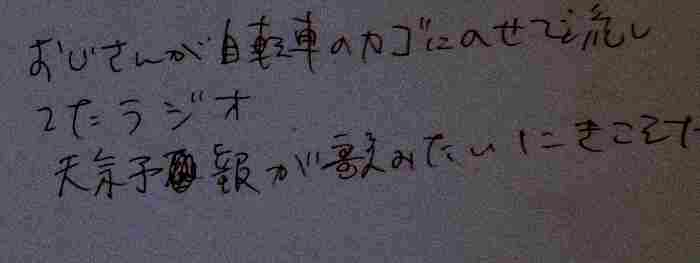 おじさんが自転車のカゴにのせて流し
てたラジオ
天気予報が歌みたいにきこえた